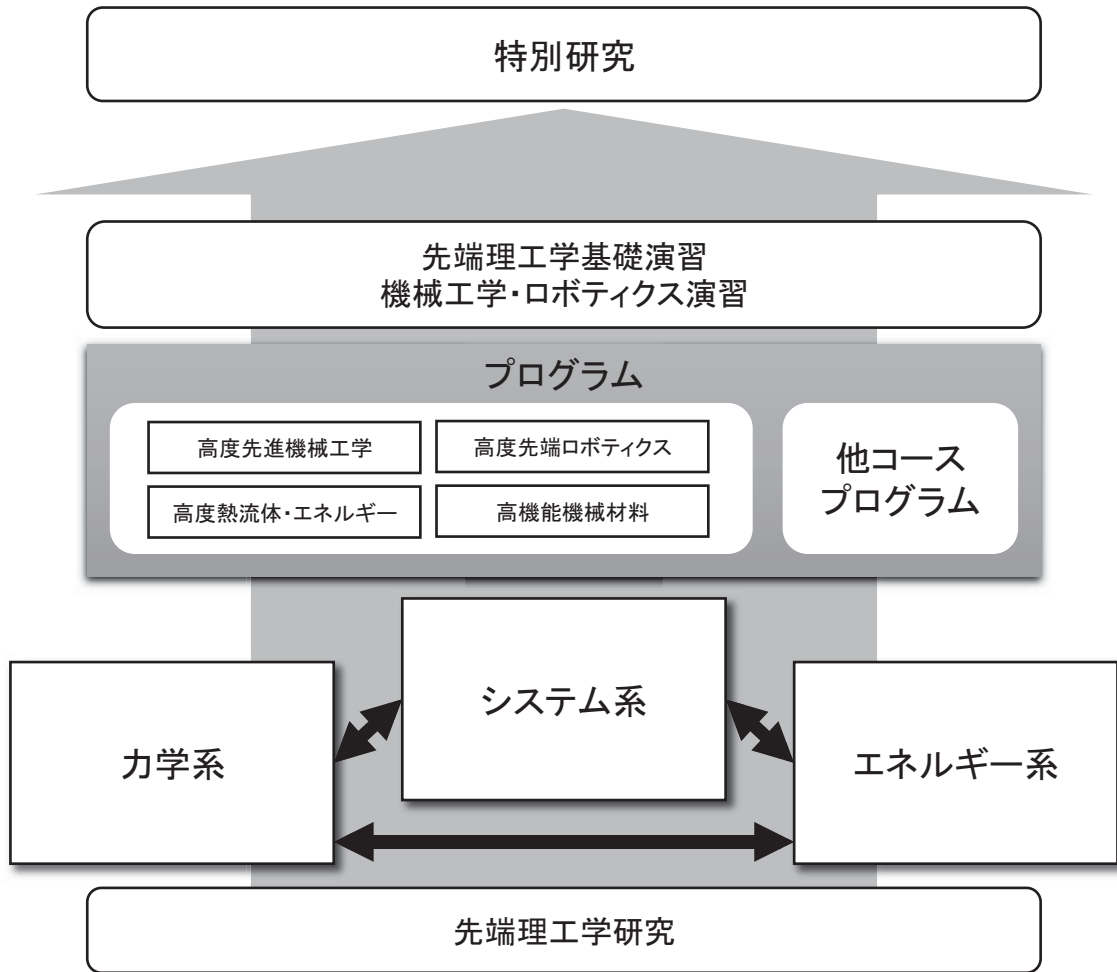 特別研究
先端理工学基礎演習
機械工学・ロボティクス演習
プログラム
高度先進機械工学
高度先端ロボティクス
高度熱流体・エネルギー
高機能機械材料
他コース
プログラム
システム系
力学系
エネルギー系
先端理工学研究